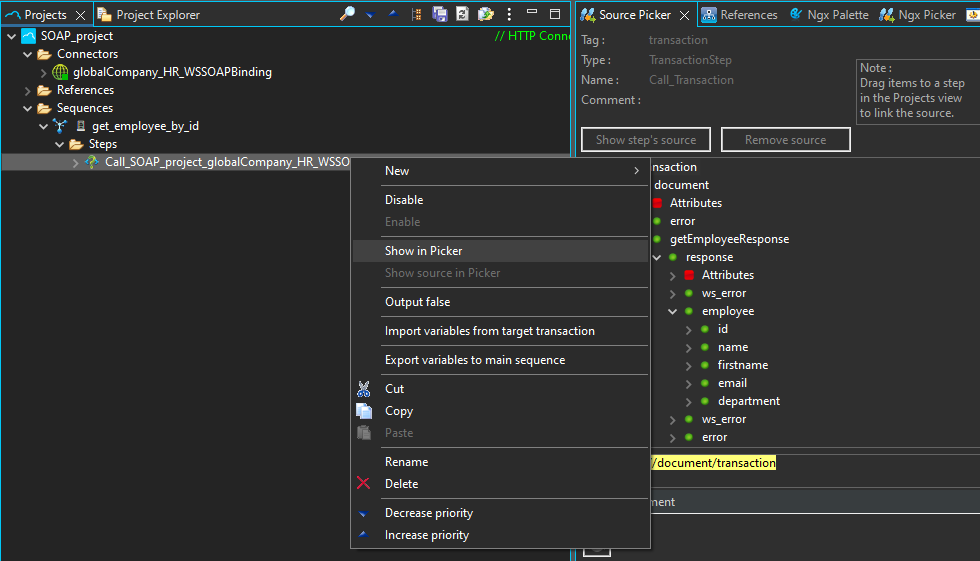 Projects
Project Explorer
SOAP_project
// HTTP Conne
Connectors
globalCompany_HR_WSSOAPBinding
References
Sequences
get_employee_by_id
Steps
Call_SOAP_project_globalCompany_HR_WSSO
New
Disable
Enable
Show in Picker
Show source in Picker
Output false
Import variables from target transaction
Export variables to main sequence
Cut
Copy
Paste
Rename
Delete
Decrease priority
Increase priority
Source Picker
References
Ngx Palette
Ngx Picker
Tag :
transaction
Type :
TransactionStep
Name :
Call_Transaction
Comment :
Note :
Drag items to a step
in the Projects view
to link the source.
Show step's source
Remove source
nsaction
document
Attributes
error
getEmployeeResponse
response
Attributes
ws_error
employee
id
name
firstname
email
department
ws_error
error
/document/transaction
ment